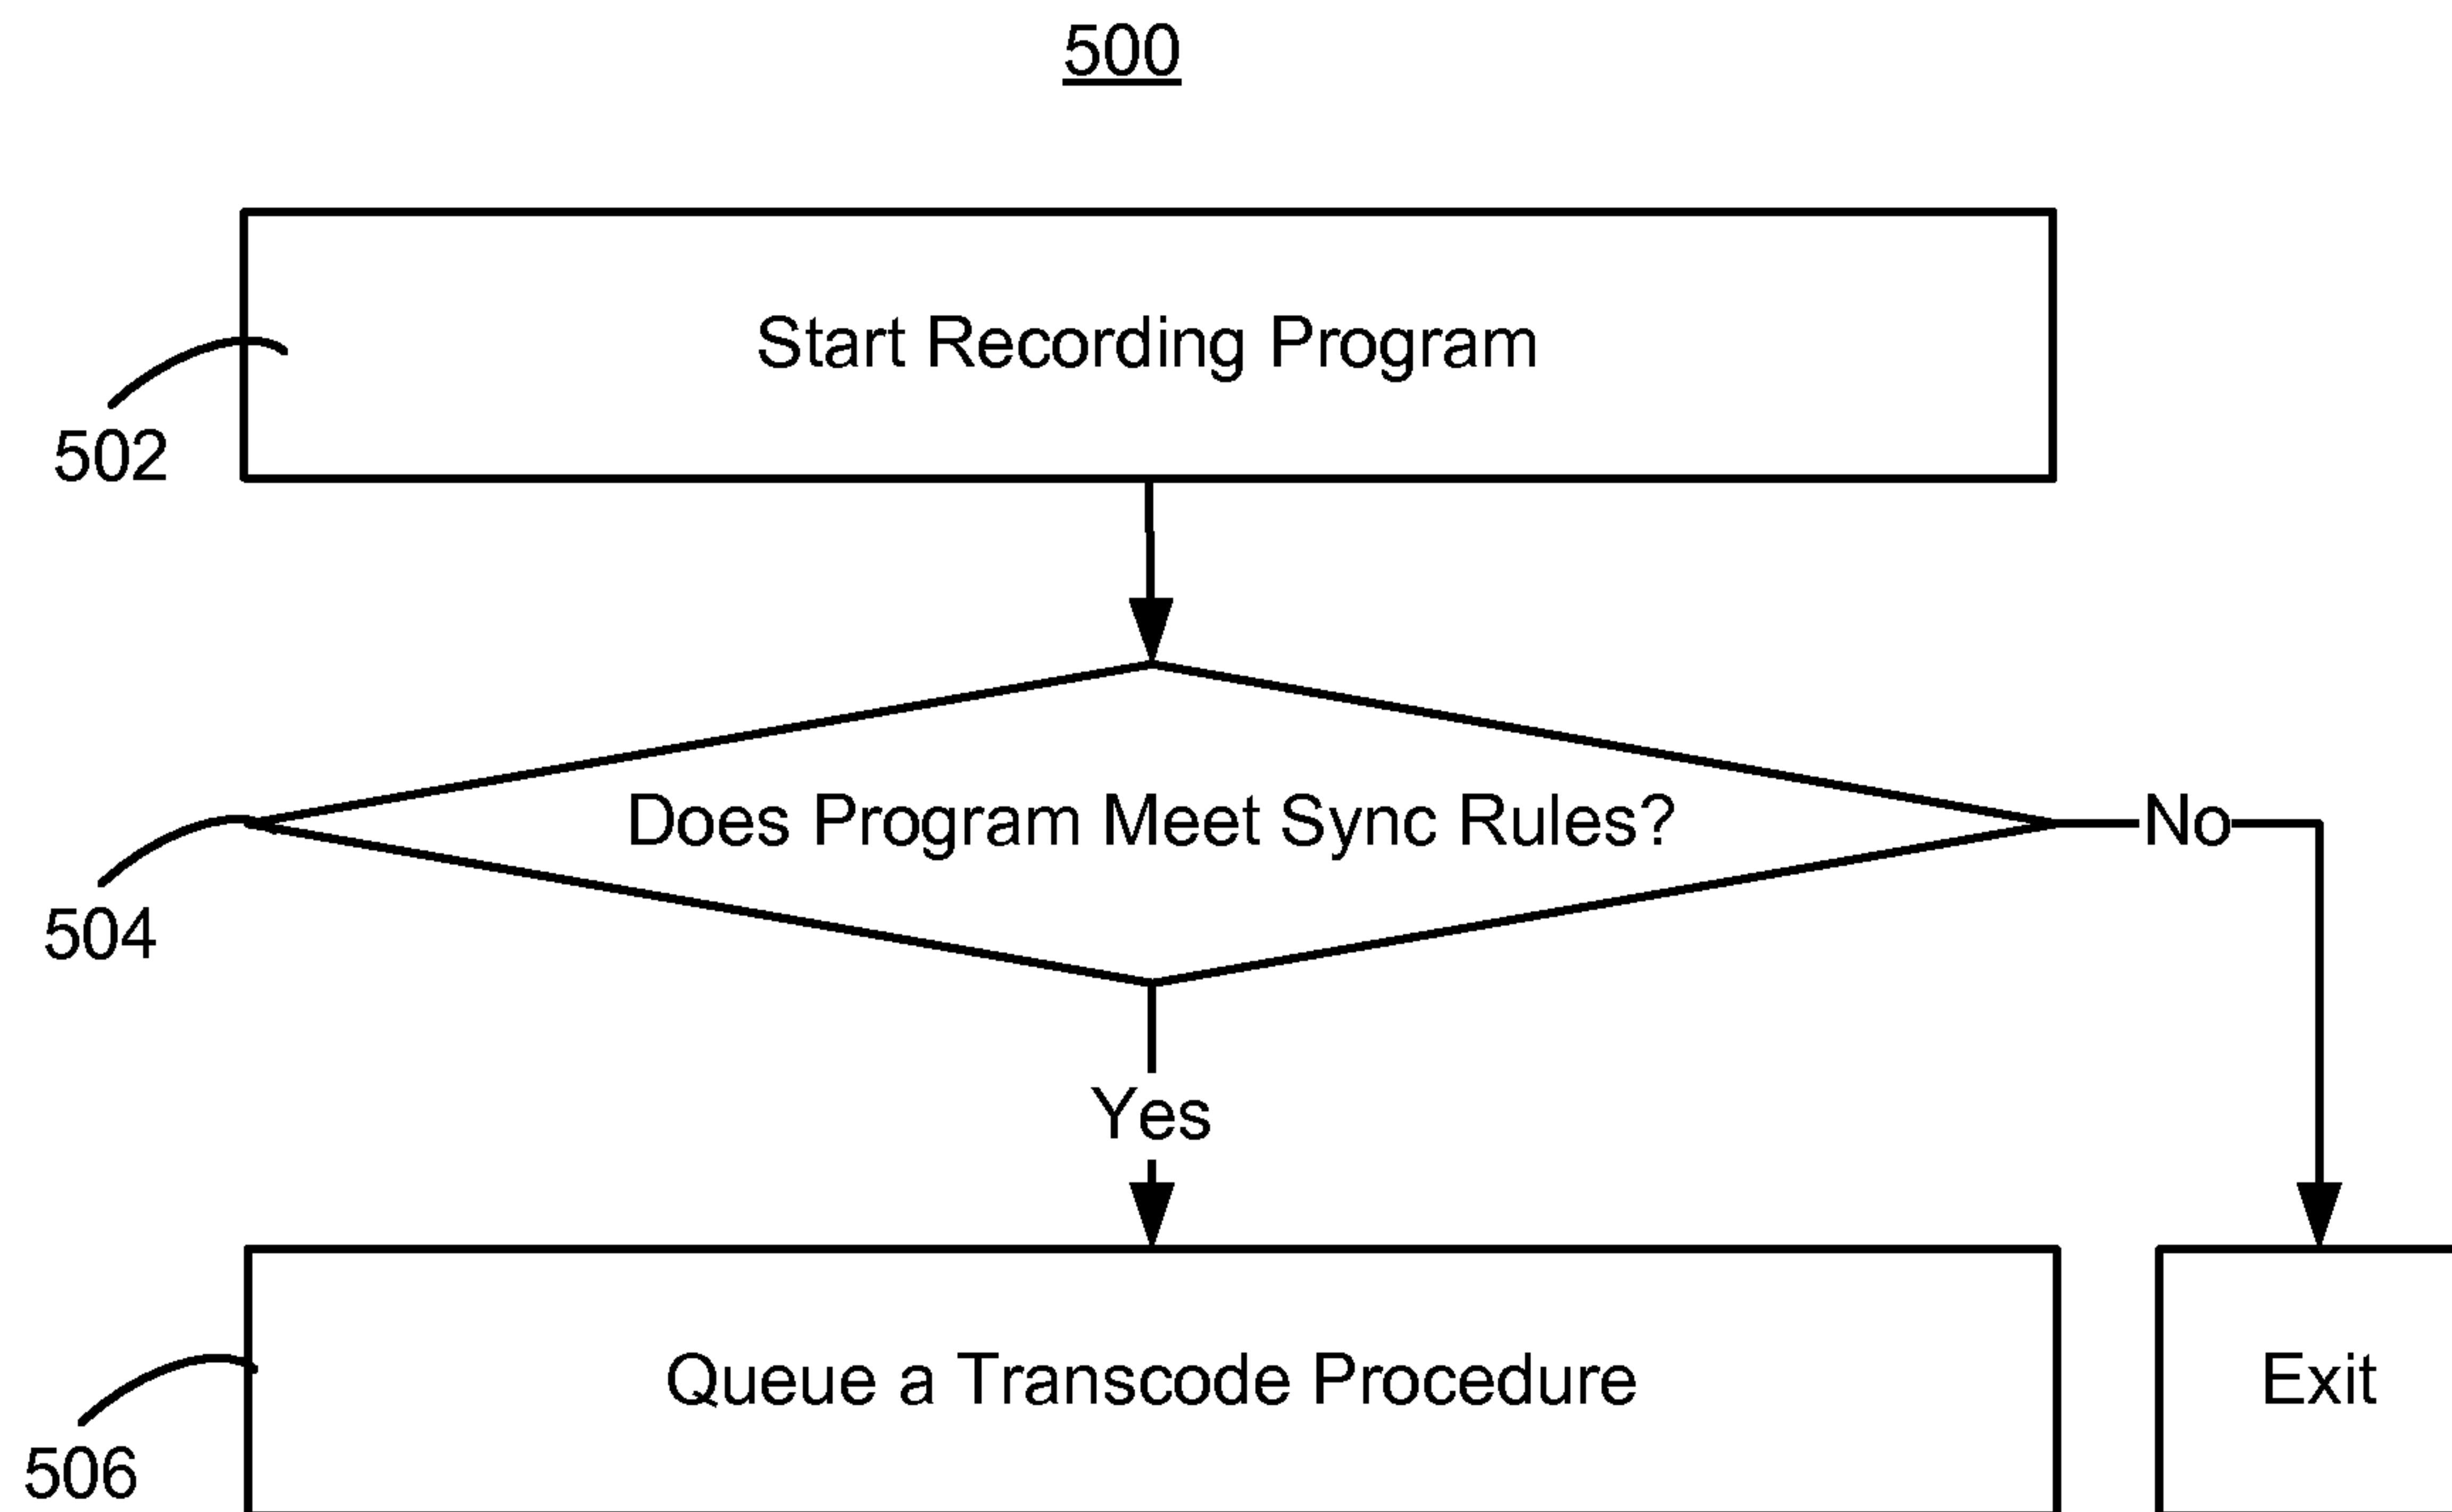 500
Start Recording Program
502
Does Program Meet Sync Rules?
No
504
Yes
Queue a Transcode Procedure
Exit
506